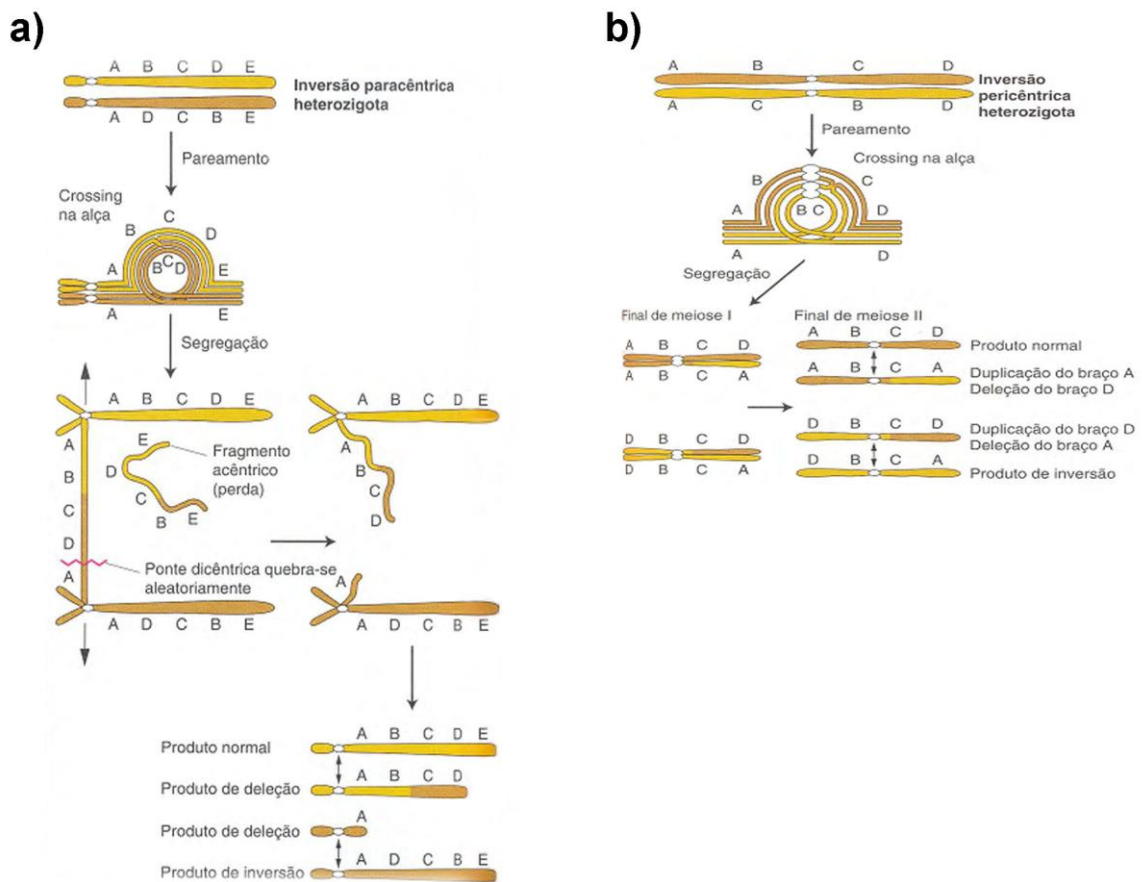 a)
A B C D E
Inversão paracêntrica
heterozigota
A D C B E
Pareamento
Crossing
na alça
C
B D
A B C D E
A E
Segregação
A B C D E
A
B
C
D
A
E
D
C
B E
Fragmento
acêntrico
(perda)
Ponte dicêntrica quebra-se
aleatoriamente
A D C B E
A B C D E
A
B
C
D
A
A D C B E
A B C D E
Produto normal
A B C D
Produto de deleção
A
Produto de deleção
A D C B E
Produto de inversão
b)
A B C D
Inversão
pericêntrica
heterozigota
A C B D
Pareamento
Crossing na alça
B C
A B C D
A D
Segregação
Final de meiose I
A B C D
A B C A
D B C D
D B C A
Final de meiose II
A B C D
Produto normal
A B C A
Duplicação do braço A
Deleção do braço D
D B C D
Duplicação do braço D
Deleção do braço A
D B C A
Produto de inversão